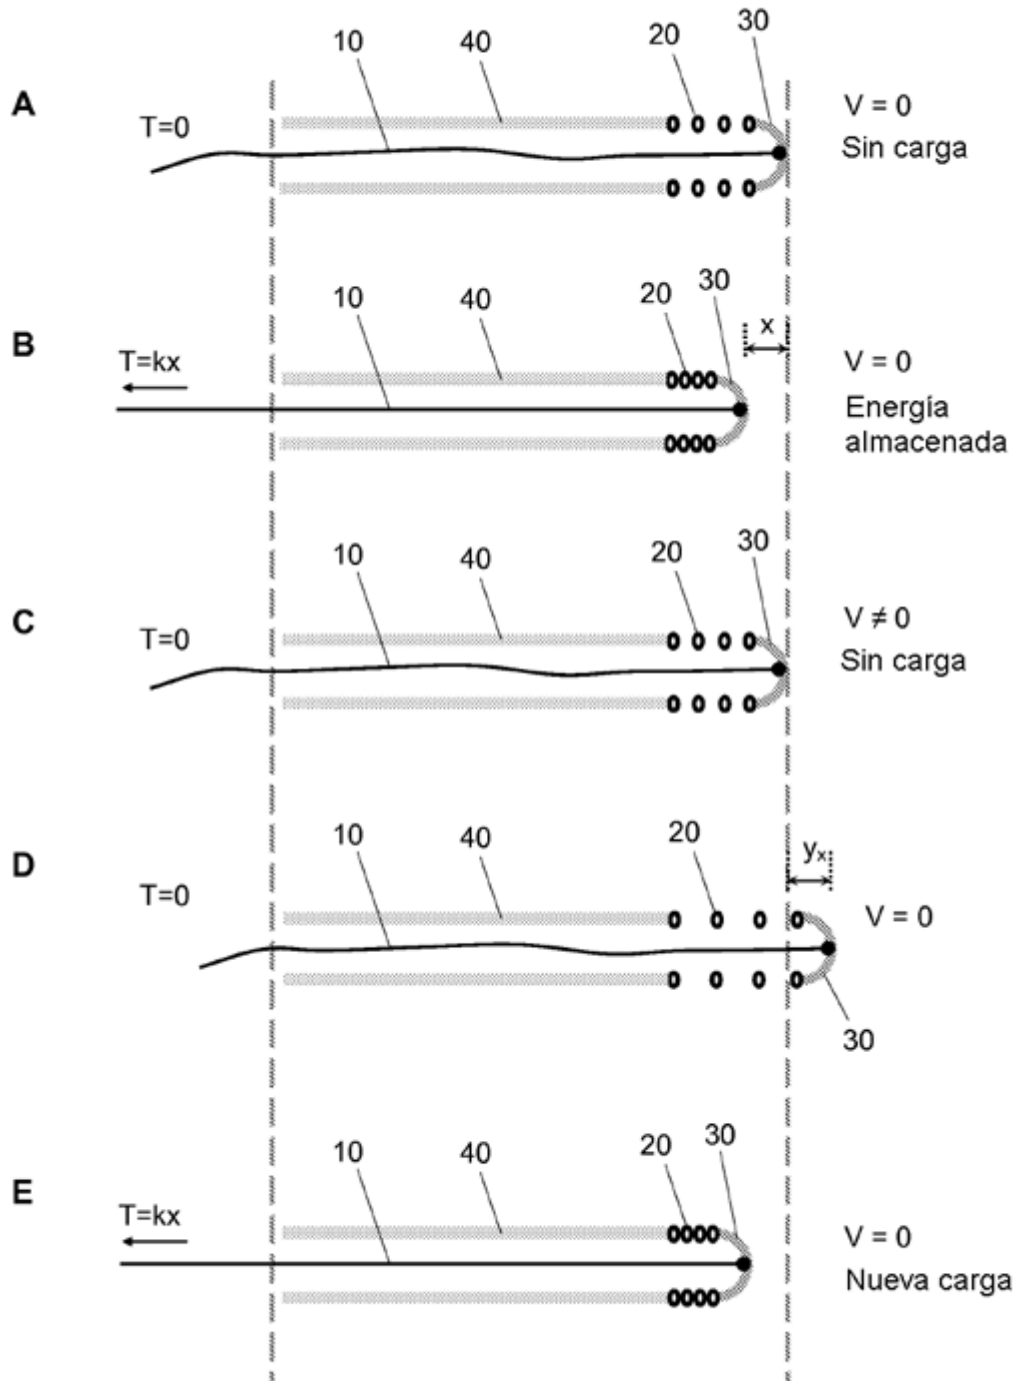 10 40 20 30
A T=0 V = 0
Sin carga
10 40 20 30 x
B T=kx V = 0
Energía
almacenada
10 40 20 30
C T=0 V ≠ 0
Sin carga
10 40 20 yₓ
D T=0 V = 0
30
10 40 20 30
E T=kx V = 0
Nueva carga